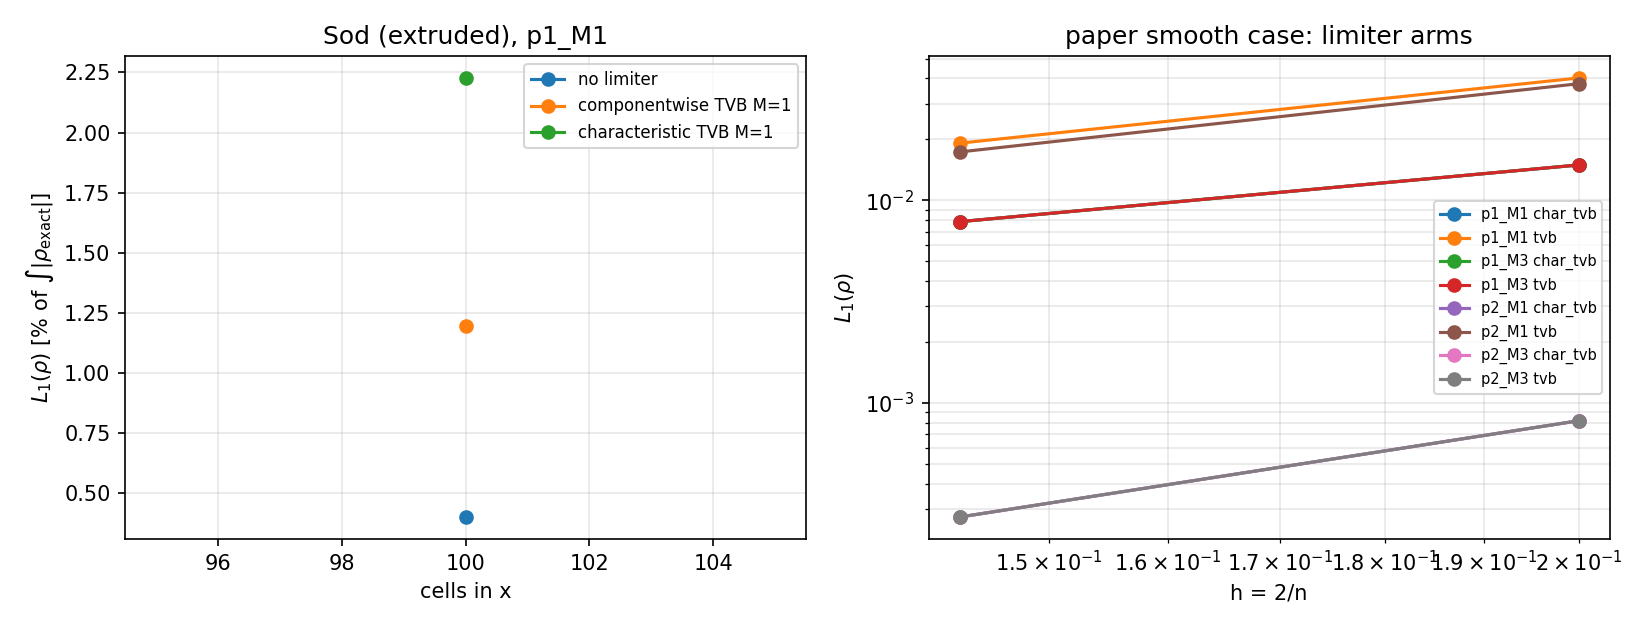 Sod (extruded), p1_M1
2.25
2.00
1.75
1.50
1.25
1.00
0.75
0.50
L₁(ρ) [% of ∫|ρ_exact|]
96
98
100
102
104
cells in x
no limiter
componentwise TVB M=1
characteristic TVB M=1
paper smooth case: limiter arms
10⁻²
10⁻³
L₁(ρ)
1.5 × 10⁻¹
1.6 × 10⁻¹
1.7 × 10⁻¹
1.8 × 10⁻¹
1.9 × 10⁻¹
2 × 10⁻¹
h = 2/n
p1_M1 char_tvb
p1_M1 tvb
p1_M3 char_tvb
p1_M3 tvb
p2_M1 char_tvb
p2_M1 tvb
p2_M3 char_tvb
p2_M3 tvb